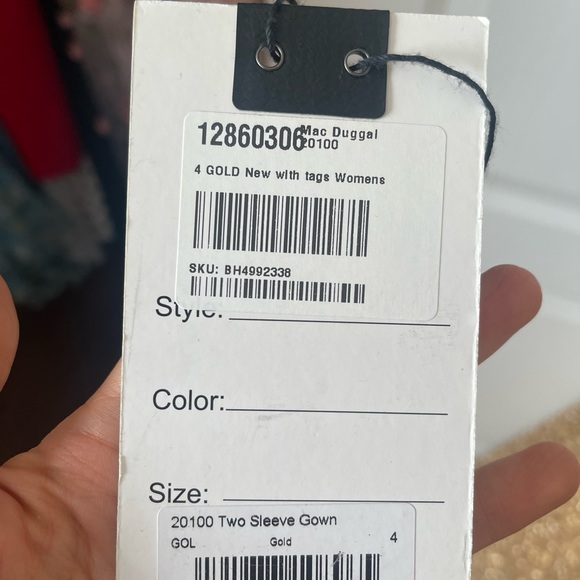 12860306 Mac Duggal
20100
4 GOLD New with tags Womens
SKU: BH4992338
Style:
Color:
Size:
20100 Two Sleeve Gown
GOL Gold 4